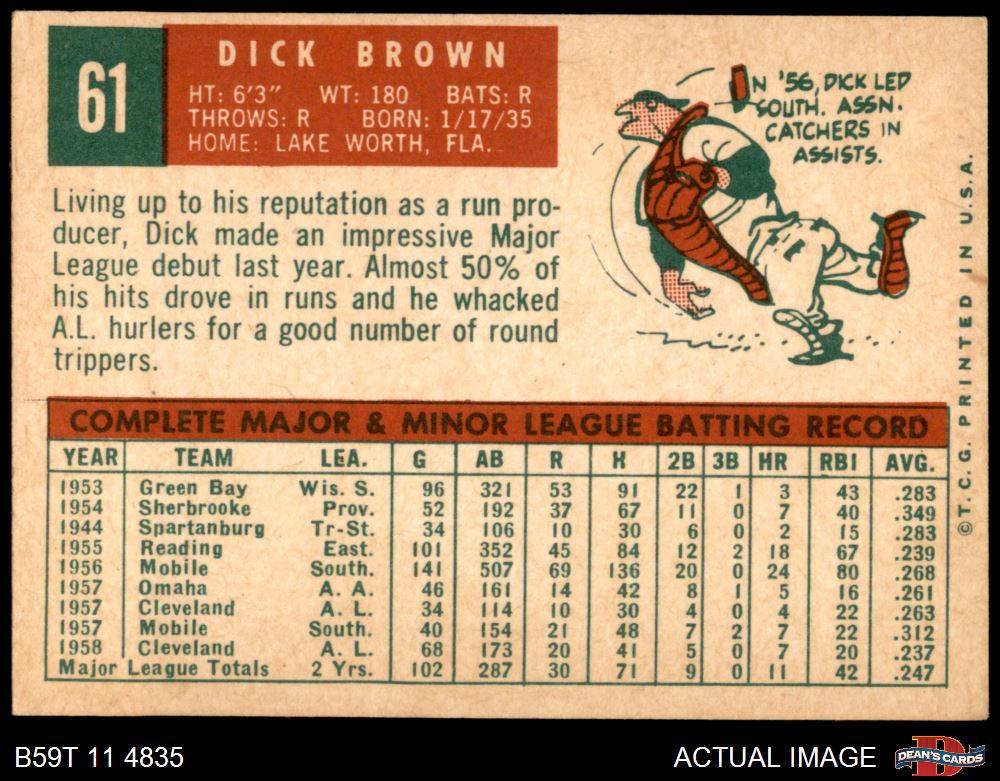 61
DICK BROWN
HT: 6'3" WT: 180 BATS: R
THROWS: R BORN: 1/17/35
HOME: LAKE WORTH, FLA.
IN '56, DICK LED
SOUTH. ASSN.
CATCHERS IN
ASSISTS.
Living up to his reputation as a run pro-
ducer, Dick made an impressive Major
League debut last year. Almost 50% of
his hits drove in runs and he whacked
A.L. hurlers for a good number of round
trippers.
©T.C.G. PRINTED IN U.S.A.
COMPLETE MAJOR & MINOR LEAGUE BATTING RECORD
YEAR TEAM LEA. G AB R H 2B 3B HR RBI AVG.
1953 Green Bay Wis. S. 96 321 53 91 22 1 3 43 .283
1954 Sherbrooke Prov. 52 192 37 67 11 0 7 40 .349
1944 Spartanburg Tr-St. 34 106 10 30 6 0 2 15 .283
1955 Reading East. 101 352 45 84 12 2 18 67 .239
1956 Mobile South. 141 507 69 136 20 0 24 80 .268
1957 Omaha A. A. 46 161 14 42 8 1 5 16 .261
1957 Cleveland A. L. 34 114 10 30 4 0 4 22 .263
1957 Mobile South. 40 154 21 48 7 2 7 22 .312
1958 Cleveland A. L. 68 173 20 41 5 0 7 20 .237
Major League Totals 2 Yrs. 102 287 30 71 9 0 11 42 .247
B59T 11 4835
ACTUAL IMAGE
DEAN'S CARDS